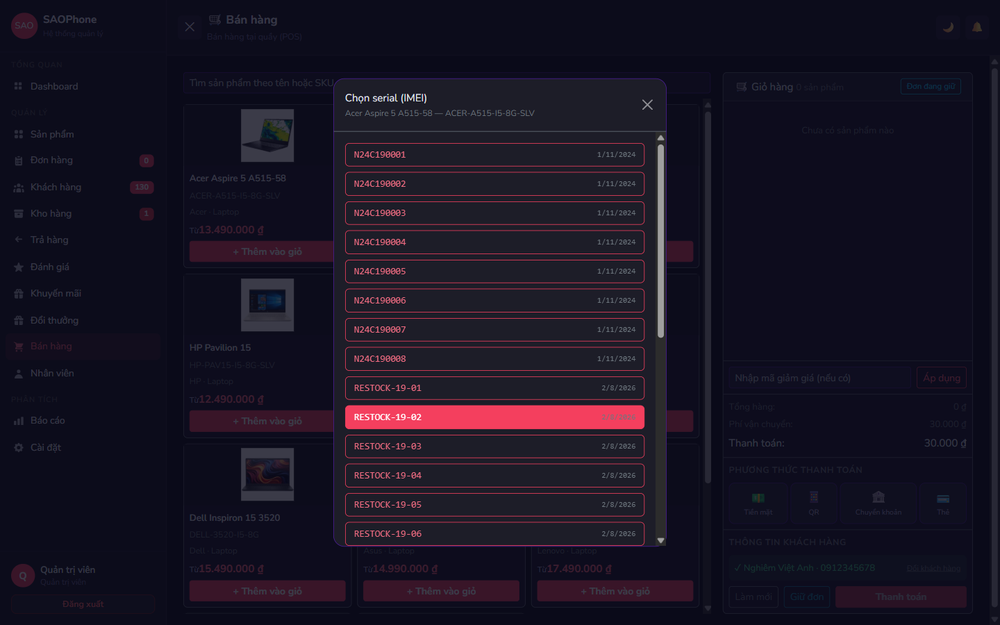 SAO
SAOPhone
Hệ thống quản lý
TỔNG QUAN
Dashboard
QUẢN LÝ
Sản phẩm
Đơn hàng
0
Khách hàng
130
Kho hàng
1
Trả hàng
Đánh giá
Khuyến mãi
Đổi thưởng
Bán hàng
Nhân viên
PHÂN TÍCH
Báo cáo
Cài đặt
Q
Quản trị viên
Quản trị viên
Đăng xuất
Bán hàng
Bán hàng tại quầy (POS)
Tìm sản phẩm theo tên hoặc SKU
Acer Aspire 5 A515-58
ACER-A515-I5-8G-SLV
Acer · Laptop
Từ 13.490.000 ₫
+ Thêm vào giỏ
HP Pavilion 15
HP-PAV15-I5-8G-SLV
HP · Laptop
Từ 12.490.000 ₫
+ Thêm vào giỏ
Dell Inspiron 15 3520
DELL-3520-I5-8G
Dell · Laptop
Từ 15.490.000 ₫
+ Thêm vào giỏ
Asus · Laptop
Từ 14.990.000 ₫
+ Thêm vào giỏ
Lenovo · Laptop
Từ 17.490.000 ₫
+ Thêm vào giỏ
Chọn serial (IMEI)
Acer Aspire 5 A515-58 — ACER-A515-I5-8G-SLV
N24C190001 1/11/2024
N24C190002 1/11/2024
N24C190003 1/11/2024
N24C190004 1/11/2024
N24C190005 1/11/2024
N24C190006 1/11/2024
N24C190007 1/11/2024
N24C190008 1/11/2024
RESTOCK-19-01 2/8/2026
RESTOCK-19-02 2/8/2026
RESTOCK-19-03 2/8/2026
RESTOCK-19-04 2/8/2026
RESTOCK-19-05 2/8/2026
RESTOCK-19-06 2/8/2026
Giỏ hàng 0 sản phẩm
Đơn đang giữ
Chưa có sản phẩm nào
Nhập mã giảm giá (nếu có)
Áp dụng
Tổng hàng: 0 ₫
Phí vận chuyển: 30.000 ₫
Thanh toán: 30.000 ₫
PHƯƠNG THỨC THANH TOÁN
Tiền mặt
QR
Chuyển khoản
Thẻ
THÔNG TIN KHÁCH HÀNG
✓ Nghiêm Việt Anh · 0912345678
Đổi khách hàng
Làm mới
Giữ đơn
Thanh toán